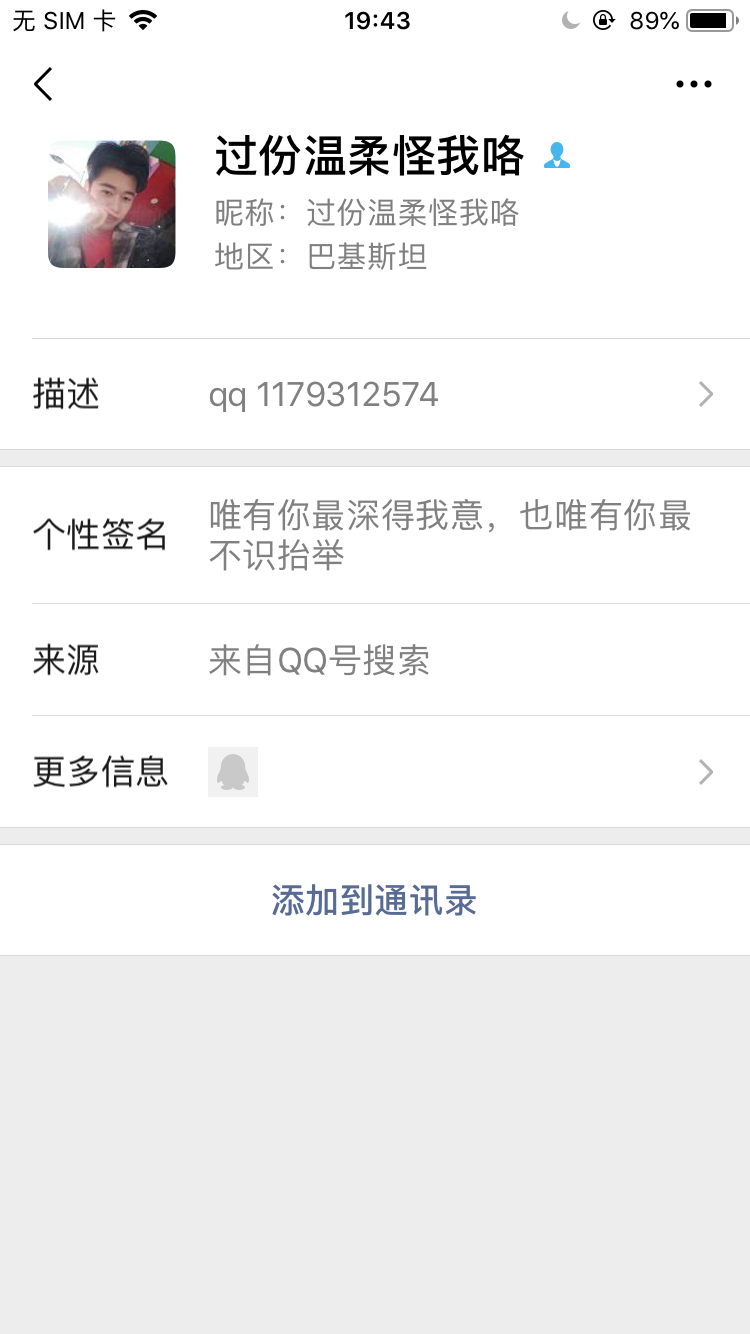 无 SIM 卡
19:43
89%
过份温柔怪我咯
昵称：过份温柔怪我咯
地区：巴基斯坦
描述
qq 1179312574
个性签名
唯有你最深得我意，也唯有你最
不识抬举
来源
来自QQ号搜索
更多信息
添加到通讯录